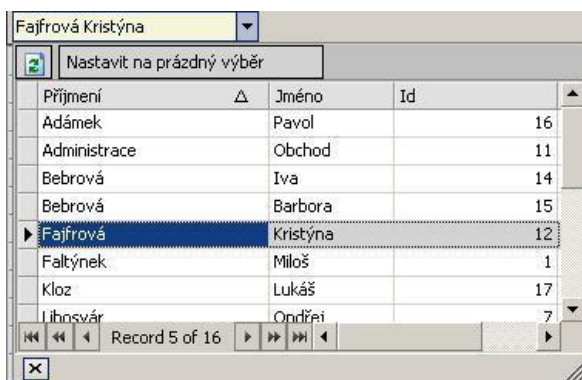 Fajfrová Kristýna
Nastavit na prázdný výběr
Příjmení Jméno Id
Adámek Pavol 16
Administrace Obchod 11
Bebrová Iva 14
Bebrová Barbora 15
Fajfrová Kristýna 12
Faltýnek Miloš 1
Kloz Lukáš 17
Libosvár Ondřej 7
Record 5 of 16